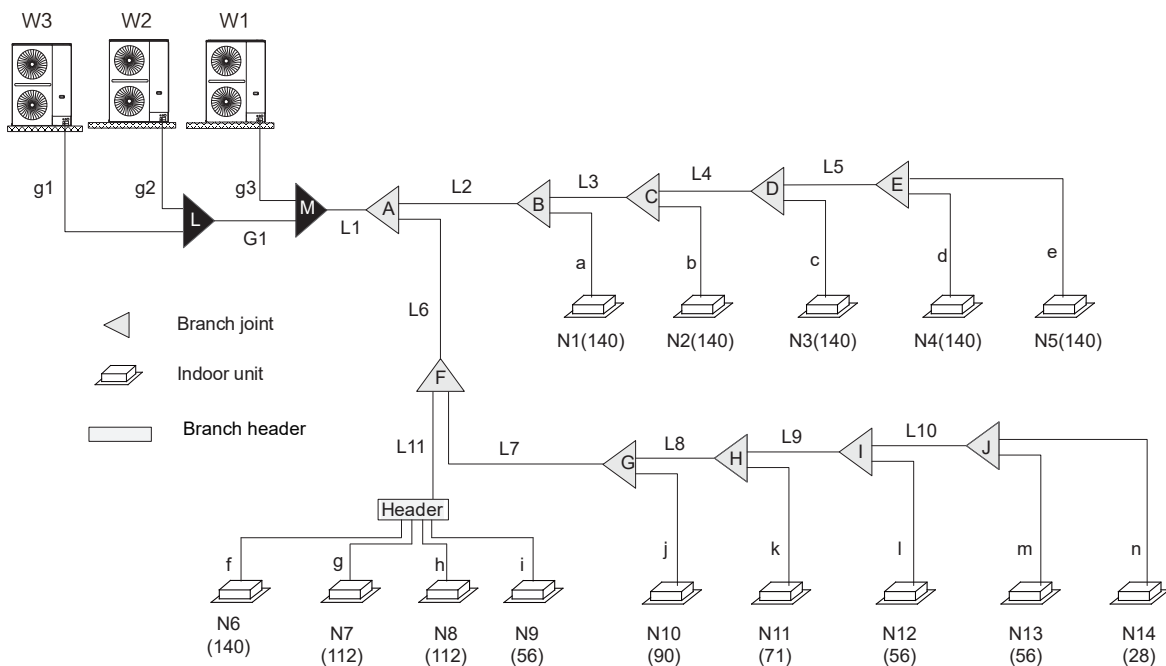 W3 W2 W1
g1 g2 g3
L M A B C D E
G1 L1 L2 L3 L4 L5
a b c d e
N1(140) N2(140) N3(140) N4(140) N5(140)
L6
Branch joint
Indoor unit
Branch header
F
L11 L7 L8 L9 L10
G H I J
Header
f g h i j k l m n
N6 N7 N8 N9 N10 N11 N12 N13 N14
(140) (112) (112) (56) (90) (71) (56) (56) (28)